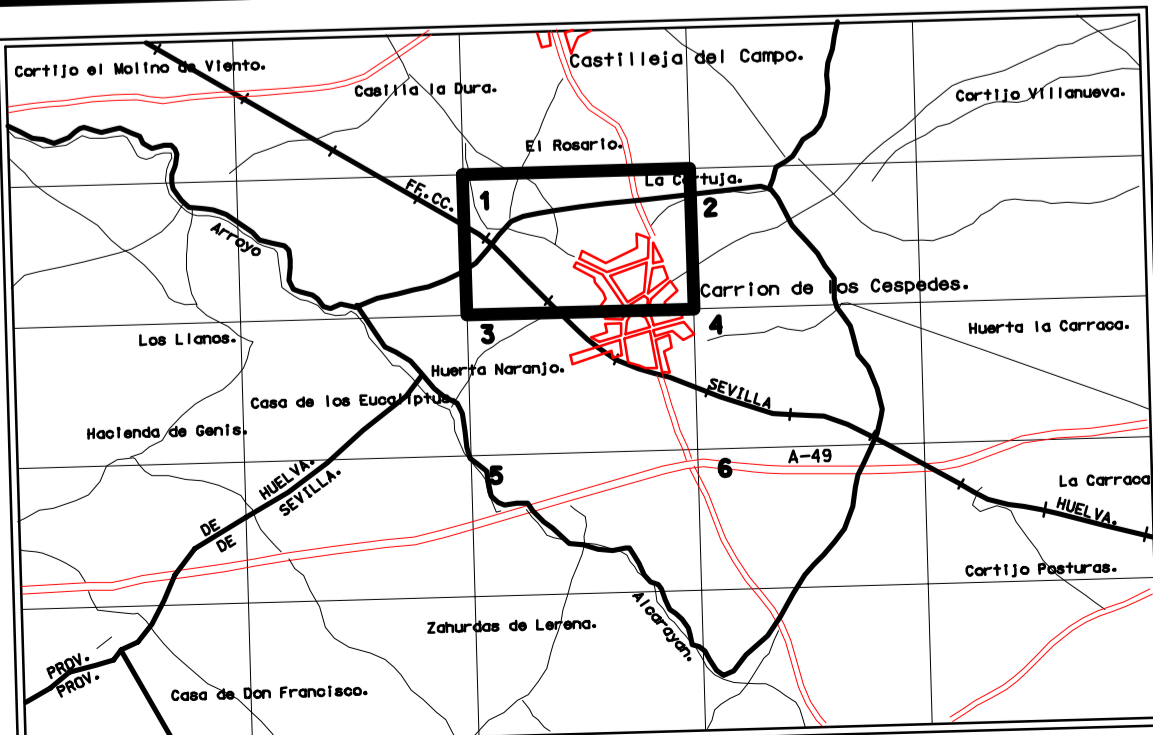 Castilleja del Campo.
Cortijo el Molino de Viento.
Casilla la Dura.
Cortijo Villanueva.
El Rosario.
La Cartuja.
FF.CC.
1
2
Arroyo
Carrion de los Cespedes.
3
4
Huerta la Carraca.
Los Llanos.
Huerta Naranjo.
SEVILLA
Casa de los Eucaliptus.
Hacienda de Genis.
A-49
5
6
HUELVA.
SEVILLA.
La Carraca
HUELVA.
DE
DE
Cortijo Posturas.
Alcarayan.
Zahurdas de Lerena.
PROV.
PROV.
Casa de Don Francisco.